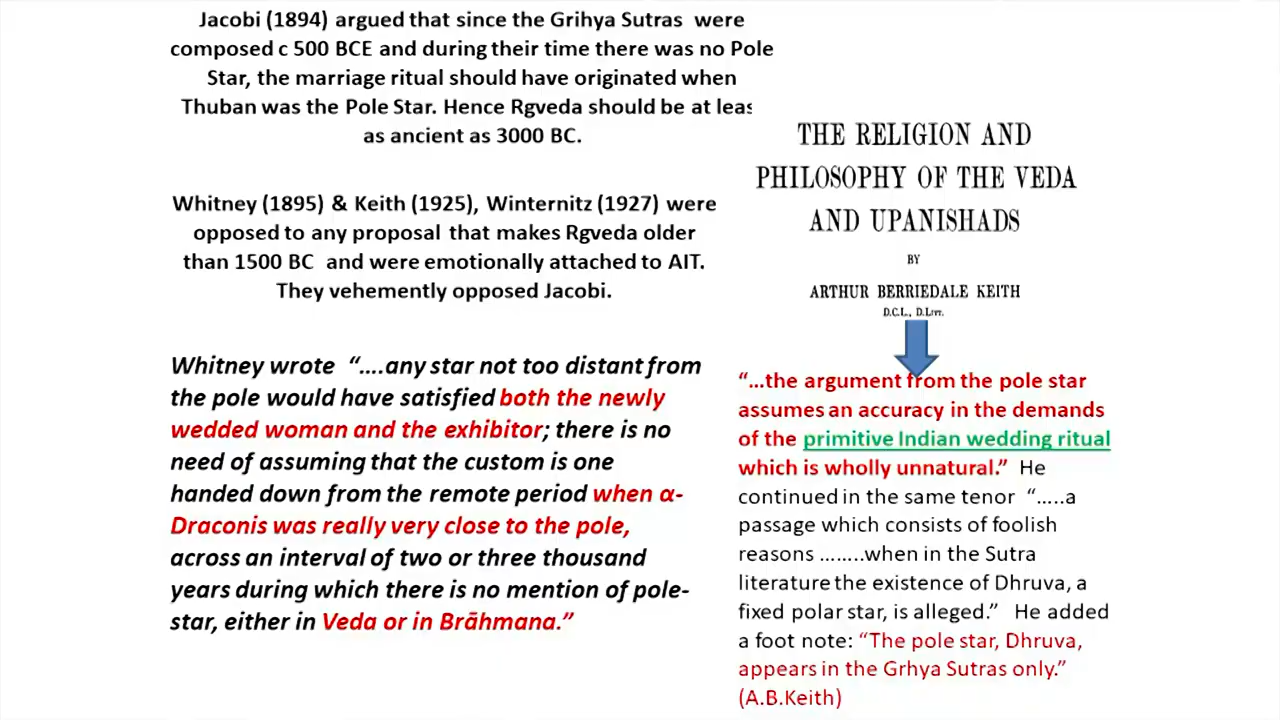 Jacobi (1894) argued that since the Grihya Sutras were
composed c 500 BCE and during their time there was no Pole
Star, the marriage ritual should have originated when
Thuban was the Pole Star. Hence Rgveda should be at leas
as ancient as 3000 BC.
Whitney (1895) & Keith (1925), Winternitz (1927) were
opposed to any proposal that makes Rgveda older
than 1500 BC and were emotionally attached to AIT.
They vehemently opposed Jacobi.
Whitney wrote “....any star not too distant from
the pole would have satisfied both the newly
wedded woman and the exhibitor; there is no
need of assuming that the custom is one
handed down from the remote period when α-
Draconis was really very close to the pole,
across an interval of two or three thousand
years during which there is no mention of pole-
star, either in Veda or in Brāhmana.”
THE RELIGION AND
PHILOSOPHY OF THE VEDA
AND UPANISHADS
BY
ARTHUR BERRIEDALE KEITH
D.C.L., D.LITT.
“...the argument from the pole star
assumes an accuracy in the demands
of the primitive Indian wedding ritual
which is wholly unnatural.” He
continued in the same tenor “.....a
passage which consists of foolish
reasons ........when in the Sutra
literature the existence of Dhruva, a
fixed polar star, is alleged.” He added
a foot note: “The pole star, Dhruva,
appears in the Grhya Sutras only.”
(A.B.Keith)